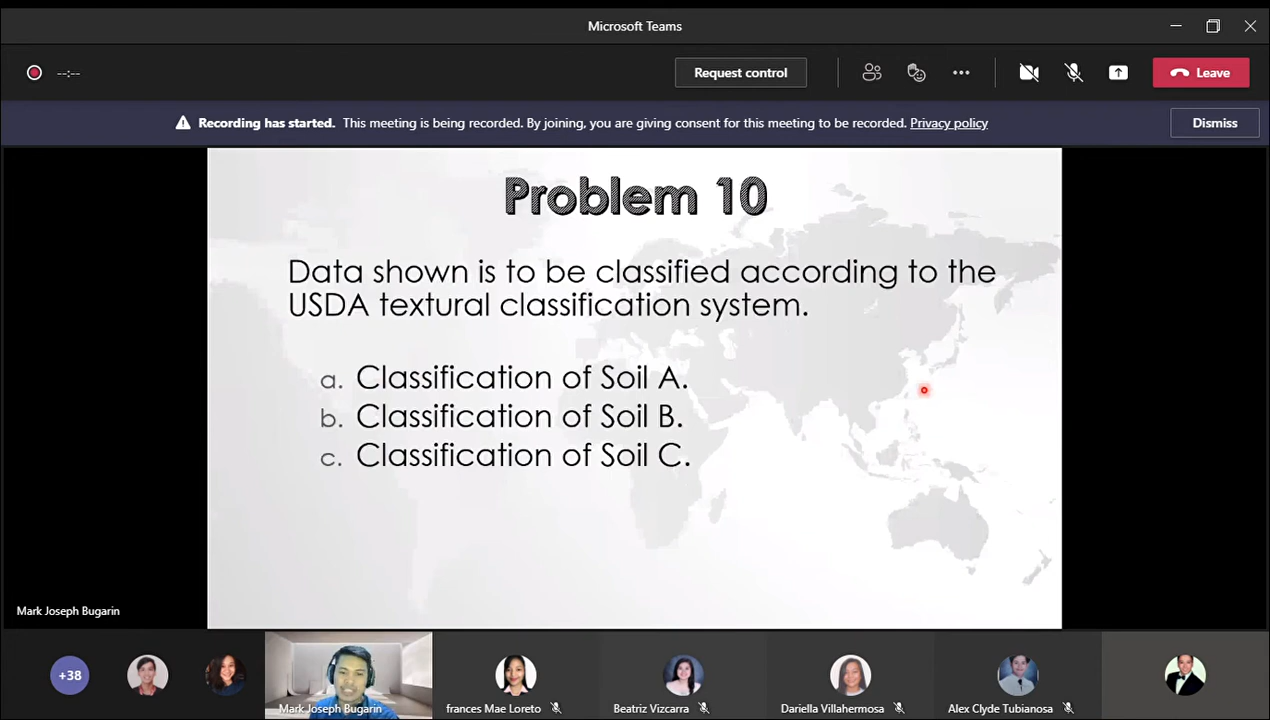 Microsoft Teams
--:--
Request control
Leave
Recording has started. This meeting is being recorded. By joining, you are giving consent for this meeting to be recorded. Privacy policy
Dismiss
Problem 10
Data shown is to be classified according to the
USDA textural classification system.
a. Classification of Soil A.
b. Classification of Soil B.
c. Classification of Soil C.
Mark Joseph Bugarin
+38
Mark Joseph Bugarin
frances Mae Loreto
Beatriz Vizcarra
Dariella Villahermosa
Alex Clyde Tubianosa